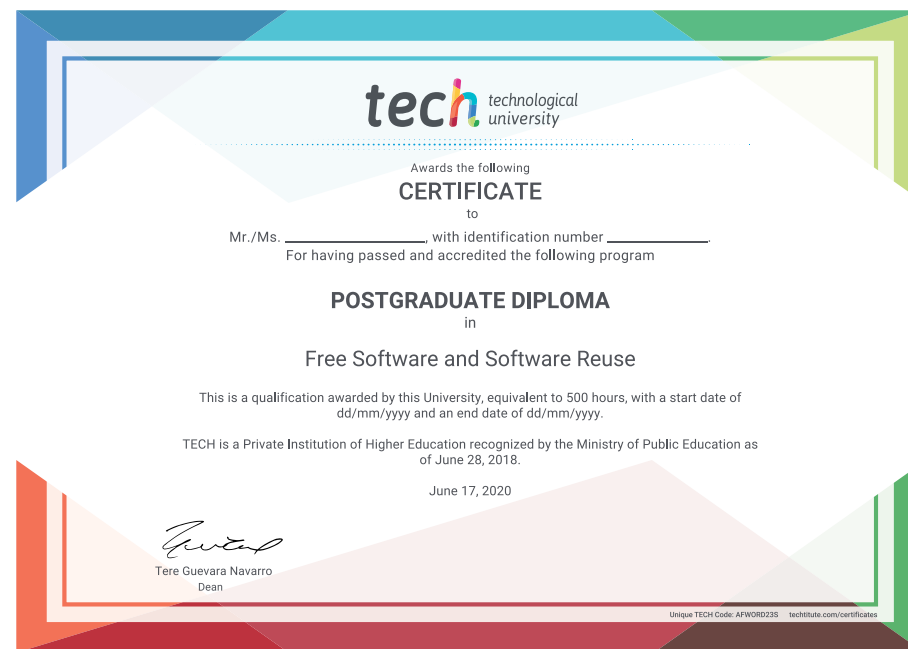 tech technological
university
Awards the following
CERTIFICATE
to
Mr./Ms. ____________________, with identification number ______________.
For having passed and accredited the following program
POSTGRADUATE DIPLOMA
in
Free Software and Software Reuse
This is a qualification awarded by this University, equivalent to 500 hours, with a start date of
dd/mm/yyyy and an end date of dd/mm/yyyy.
TECH is a Private Institution of Higher Education recognized by the Ministry of Public Education as
of June 28, 2018.
June 17, 2020
Tere Guevara Navarro
Dean
Unique TECH Code: AFWORD23S techtitute.com/certificates